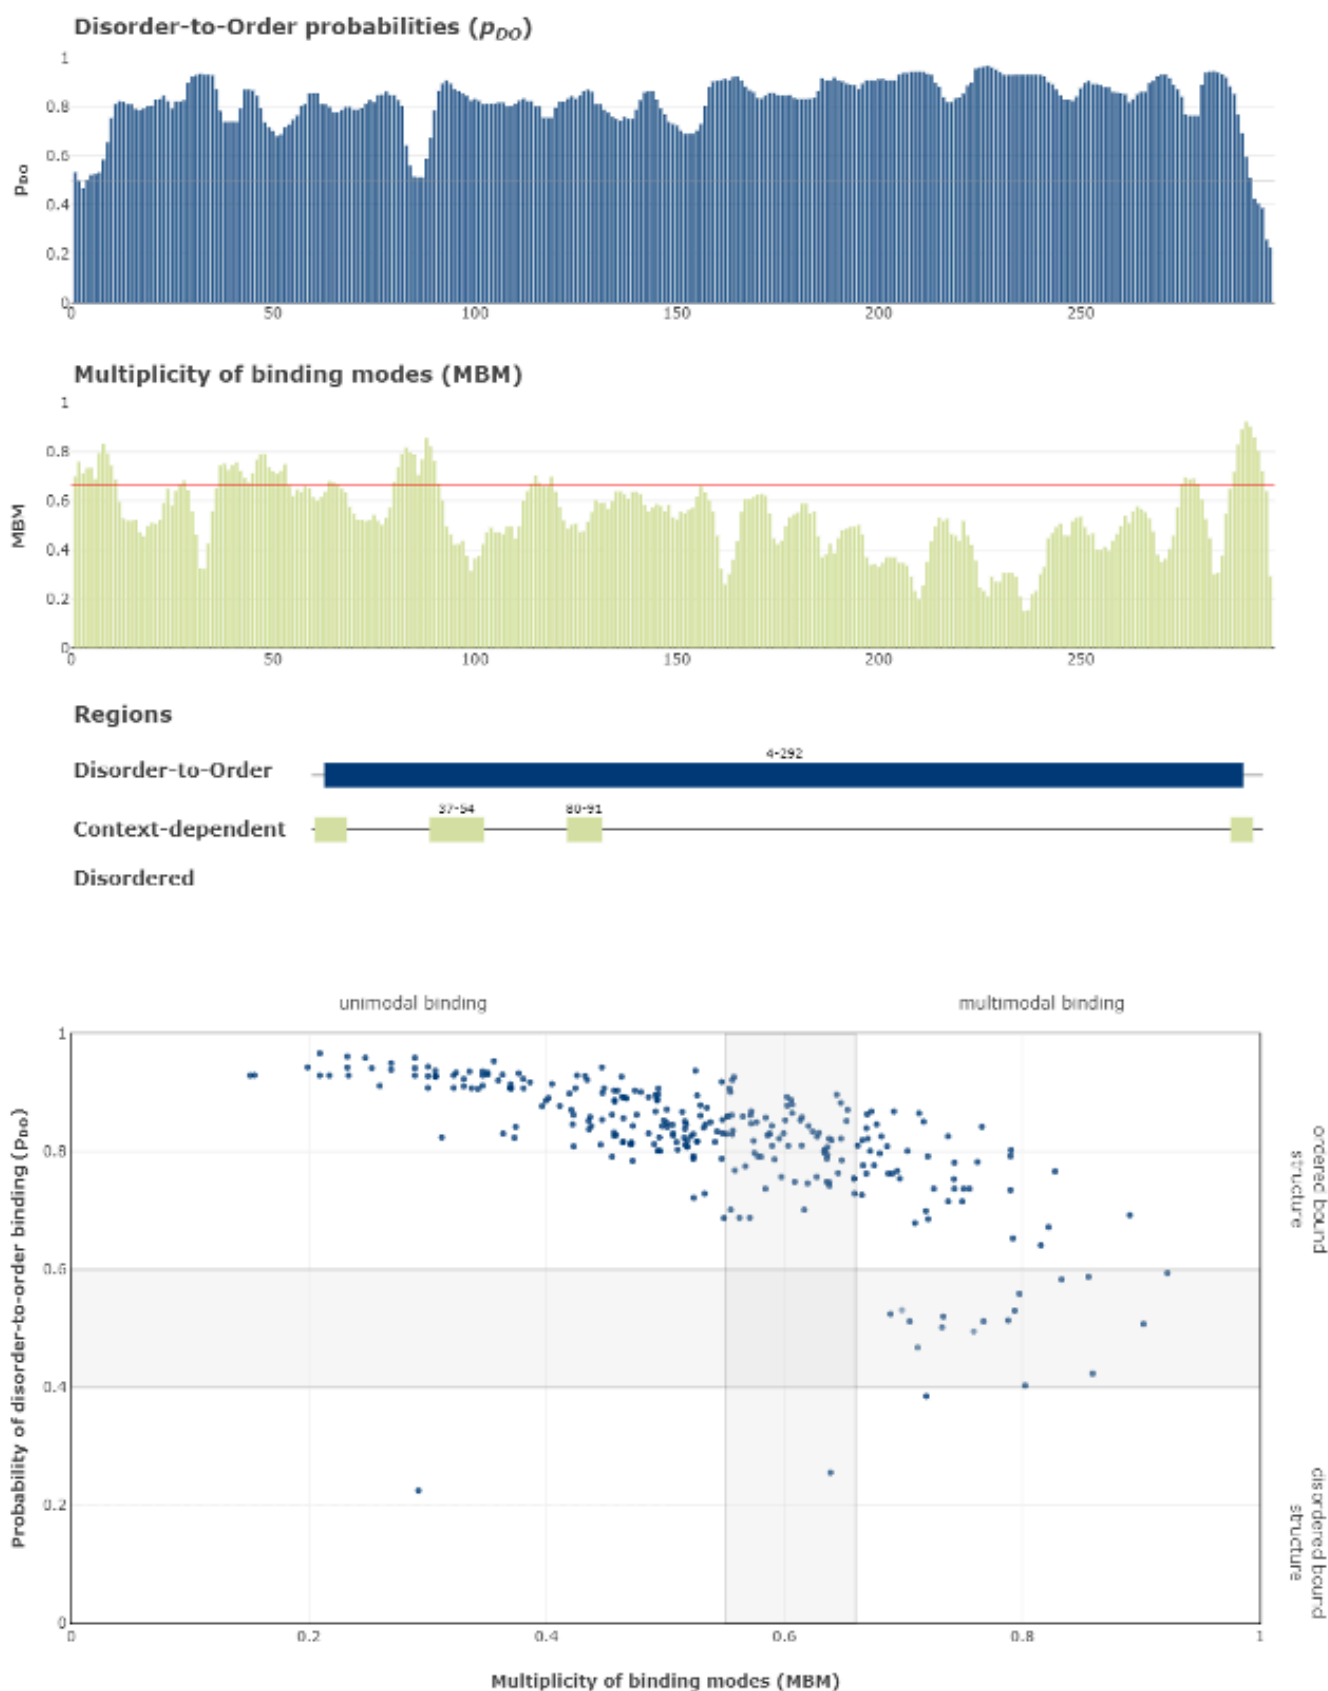 Disorder-to-Order probabilities (pDO)
1
0.8
0.6
0.4
0.2
0
pDO
0 50 100 150 200 250
Multiplicity of binding modes (MBM)
1
0.8
0.6
0.4
0.2
0
MBM
0 50 100 150 200 250
Regions
4-292
Disorder-to-Order
37-54 80-91
Context-dependent
Disordered
unimodal binding multimodal binding
1
0.8
0.6
0.4
0.2
0
Probability of disorder-to-order binding (pDO)
ordered bound
structure
disordered bound
structure
0 0.2 0.4 0.6 0.8 1
Multiplicity of binding modes (MBM)